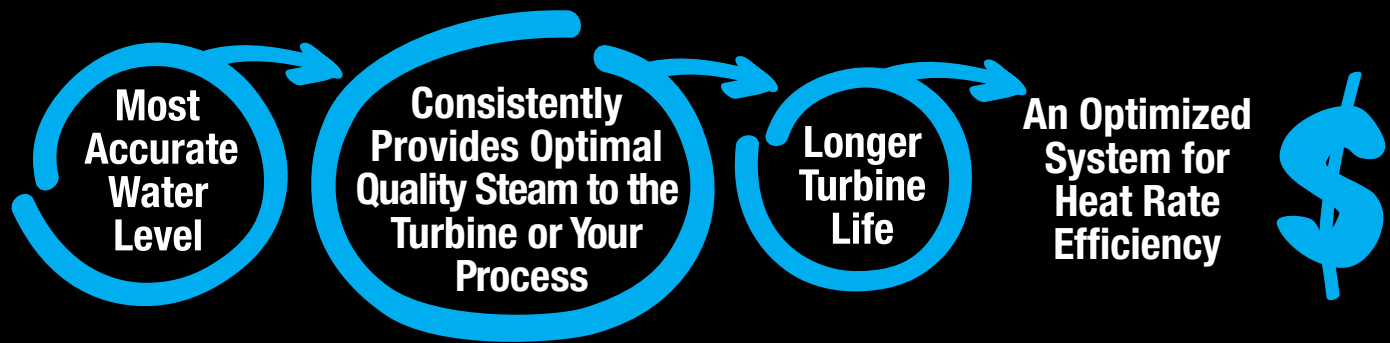 Most
Accurate
Water
Level
Consistently
Provides Optimal
Quality Steam to the
Turbine or Your
Process
Longer
Turbine
Life
An Optimized
System for
Heat Rate
Efficiency
$